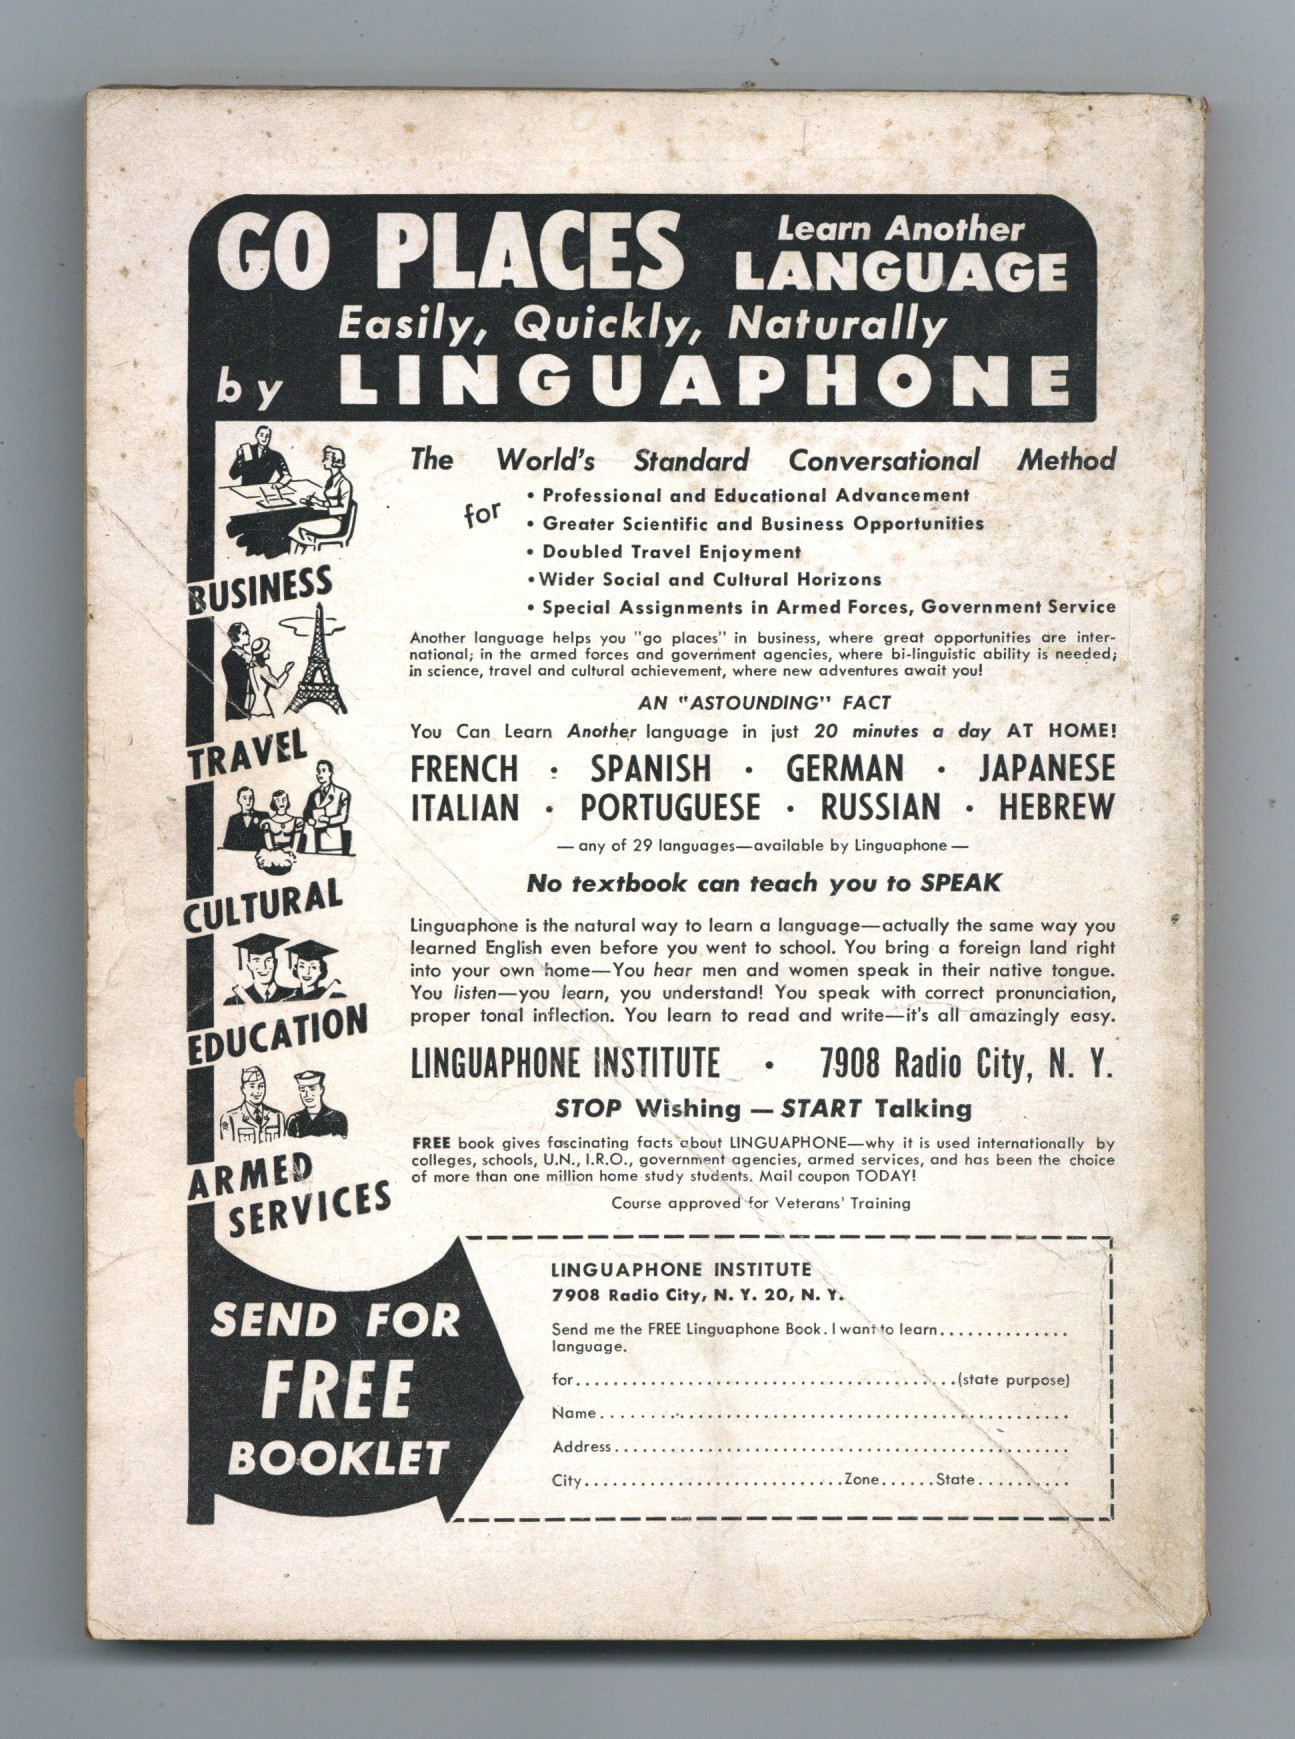 GO PLACES Learn Another
LANGUAGE
Easily, Quickly, Naturally
by LINGUAPHONE
BUSINESS
TRAVEL
CULTURAL
EDUCATION
ARMED
SERVICES
The World's Standard Conversational Method
for
• Professional and Educational Advancement
• Greater Scientific and Business Opportunities
• Doubled Travel Enjoyment
• Wider Social and Cultural Horizons
• Special Assignments in Armed Forces, Government Service
Another language helps you "go places" in business, where great opportunities are inter-
national; in the armed forces and government agencies, where bi-linguistic ability is needed;
in science, travel and cultural achievement, where new adventures await you!
AN "ASTOUNDING" FACT
You Can Learn Another language in just 20 minutes a day AT HOME!
FRENCH • SPANISH • GERMAN • JAPANESE
ITALIAN • PORTUGUESE • RUSSIAN • HEBREW
— any of 29 languages—available by Linguaphone —
No textbook can teach you to SPEAK
Linguaphone is the natural way to learn a language—actually the same way you
learned English even before you went to school. You bring a foreign land right
into your own home—You hear men and women speak in their native tongue.
You listen—you learn, you understand! You speak with correct pronunciation,
proper tonal inflection. You learn to read and write—it's all amazingly easy.
LINGUAPHONE INSTITUTE • 7908 Radio City, N. Y.
STOP Wishing — START Talking
FREE book gives fascinating facts about LINGUAPHONE—why it is used internationally by
colleges, schools, U.N., I.R.O., government agencies, armed services, and has been the choice
of more than one million home study students. Mail coupon TODAY!
Course approved for Veterans' Training
SEND FOR
FREE
BOOKLET
LINGUAPHONE INSTITUTE
7908 Radio City, N. Y. 20, N. Y.
Send me the FREE Linguaphone Book. I want to learn..............
language.
for..........................................(state purpose)
Name..................................................
Address................................................
City............................Zone......State..........